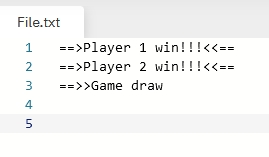 File.txt
1 ==>Player 1 win!!!<<==
2 ==>Player 2 win!!!<<==
3 ==>>Game draw
4
5